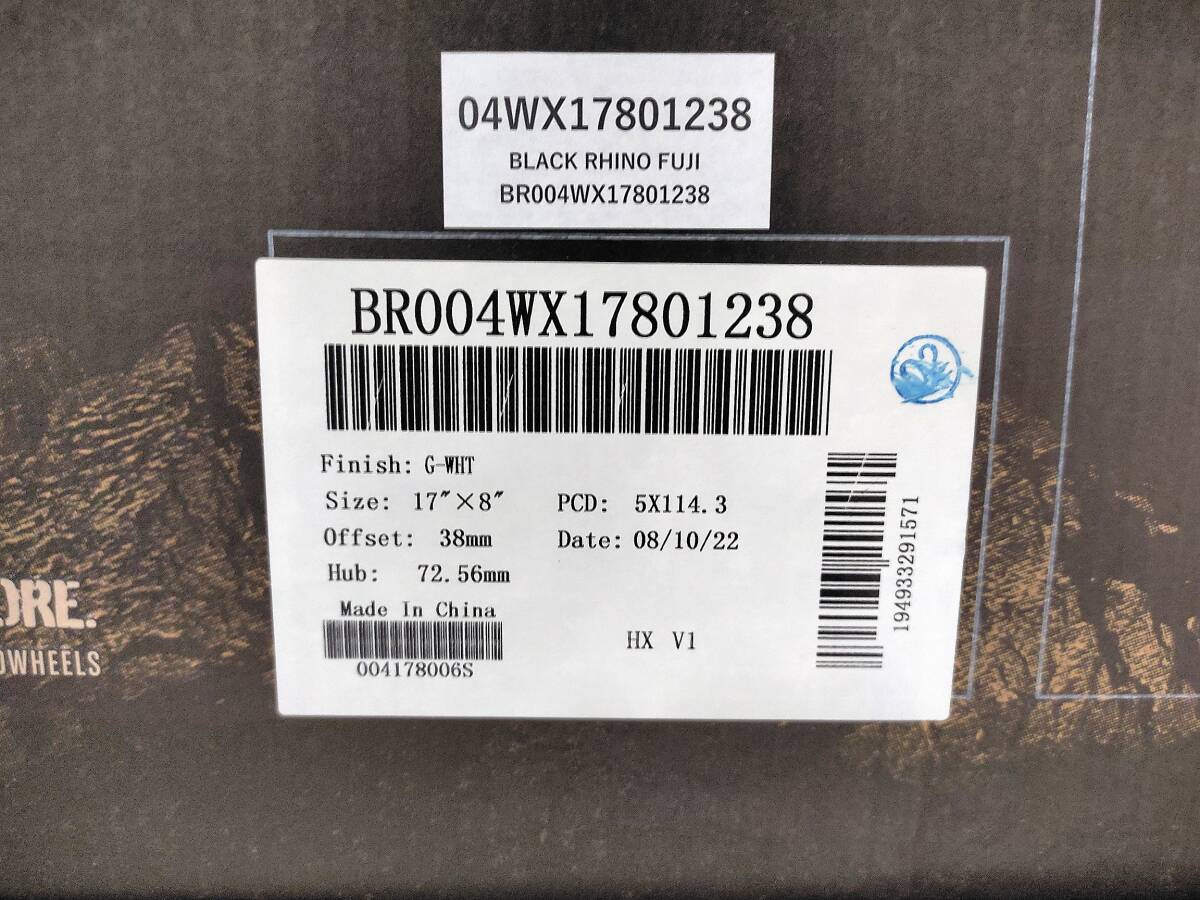 04WX17801238
BLACK RHINO FUJI
BR004WX17801238
BR004WX17801238
Finish: G-WHT
Size: 17"×8" PCD: 5X114.3
Offset: 38mm Date: 08/10/22
Hub: 72.56mm
Made In China
004178006S
HX V1
194933291571
ORE.
OWHEELS